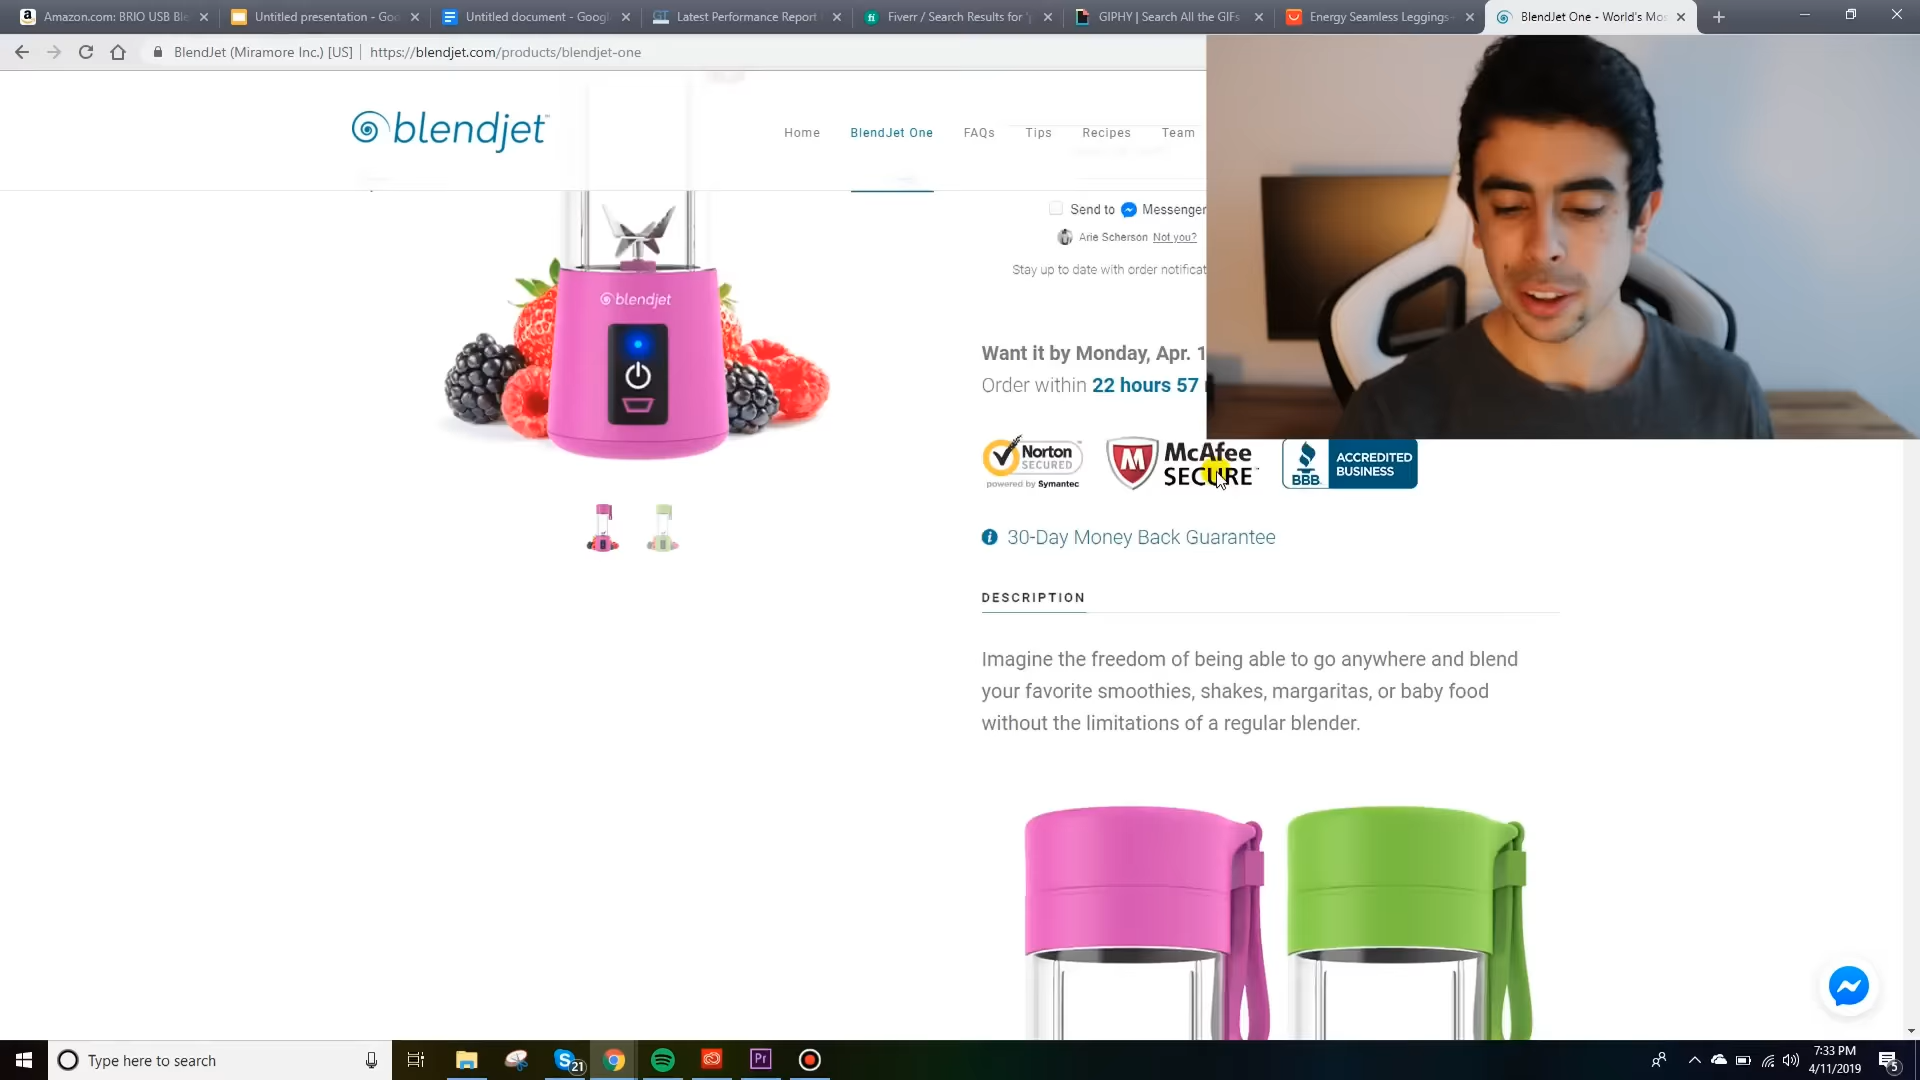 Amazon.com: BRIO USB Ble
Untitled presentation - Goo
Untitled document - Google
Latest Performance Report
Fiverr / Search Results for 'p
GIPHY | Search All the GIFs
Energy Seamless Leggings
BlendJet One - World's Mos
BlendJet (Miramore Inc.) [US] | https://blendjet.com/products/blendjet-one
blendjet
Home
BlendJet One
FAQs
Tips
Recipes
Team
Send to Messenger
Arie Scherson Not you?
Stay up to date with order notificat
blendjet
Want it by Monday, Apr. 1
Order within 22 hours 57
Norton
SECURED
powered by Symantec
McAfee
SECURE
BBB
ACCREDITED
BUSINESS
30-Day Money Back Guarantee
DESCRIPTION
Imagine the freedom of being able to go anywhere and blend
your favorite smoothies, shakes, margaritas, or baby food
without the limitations of a regular blender.
Type here to search
21
Pr
7:33 PM
4/11/2019
5